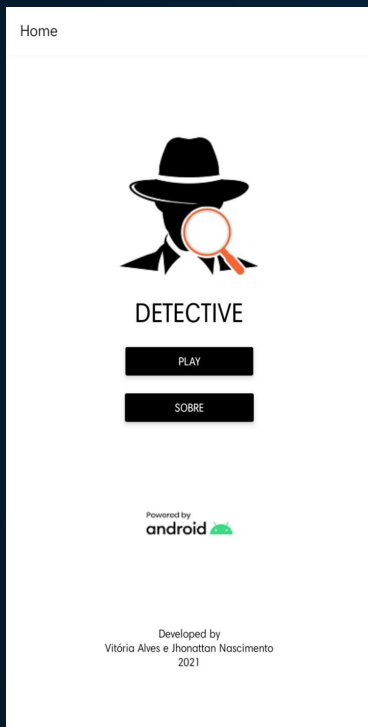 Home
DETECTIVE
PLAY
SOBRE
Powered by
android
Developed by
Vitória Alves e Jhonattan Nascimento
2021